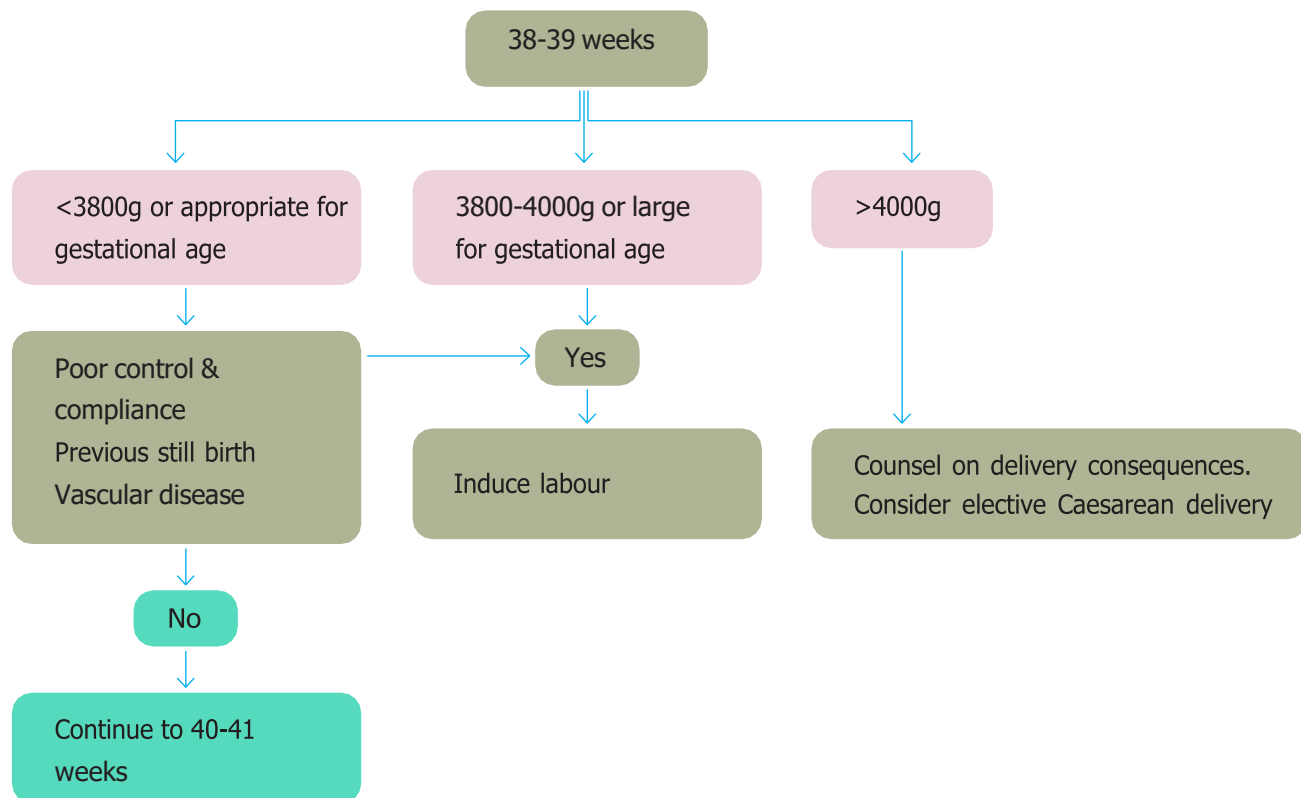 38-39 weeks
<3800g or appropriate for
gestational age
3800-4000g or large
for gestational age
>4000g
Poor control &
compliance
Previous still birth
Vascular disease
Yes
Induce labour
Counsel on delivery consequences.
Consider elective Caesarean delivery
No
Continue to 40-41
weeks